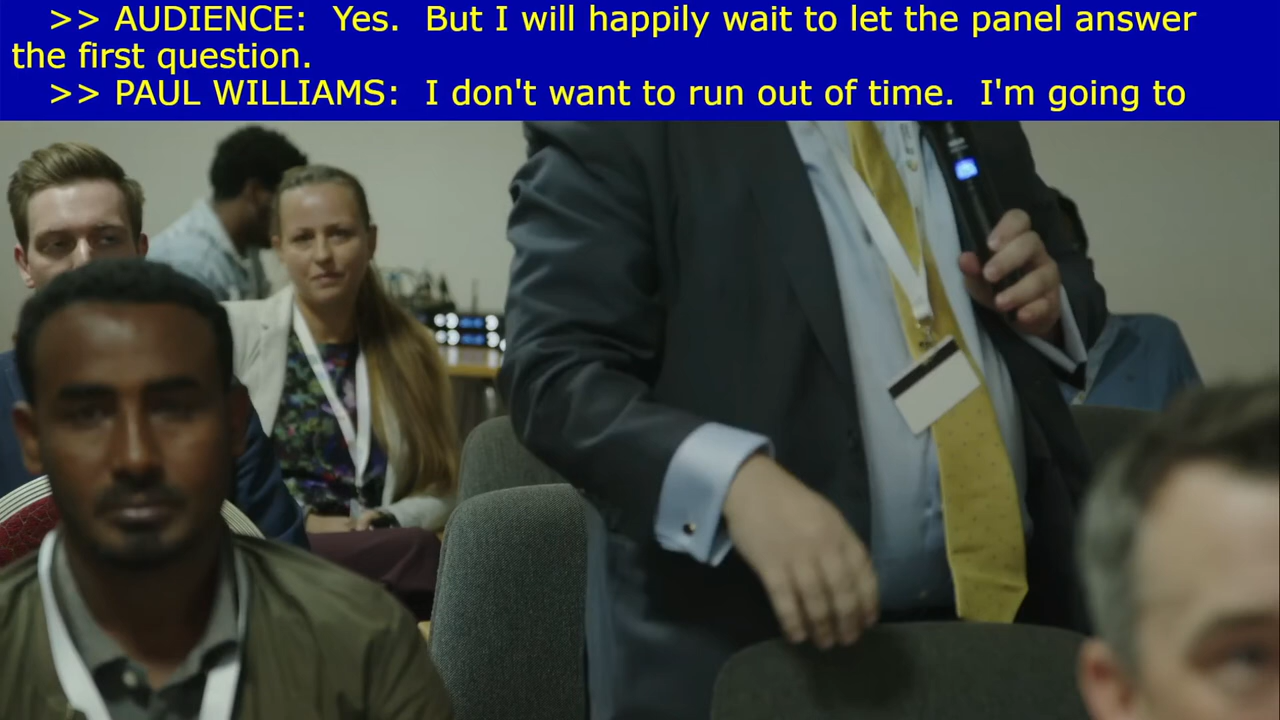 >> AUDIENCE:  Yes.  But I will happily wait to let the panel answer
the first question.
>> PAUL WILLIAMS:  I don't want to run out of time.  I'm going to